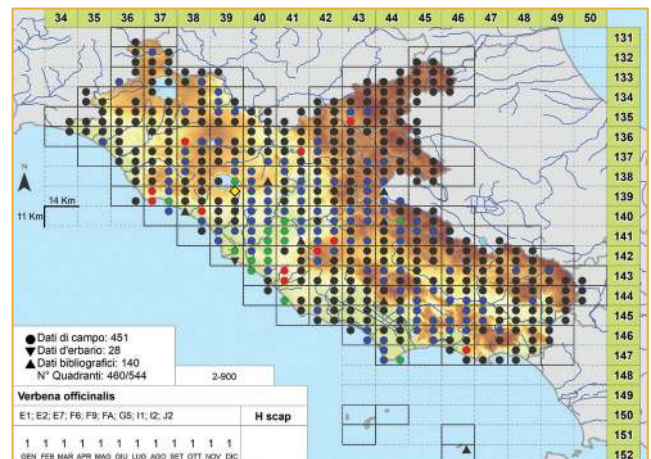 34 35 36 37 38 39 40 41 42 43 44 45 46 47 48 49 50
131
132
133
134
135
136
137
138
139
140
141
142
143
144
145
146
147
148
149
150
151
152
N
14 Km
11 Km
Dati di campo: 451
Dati d'erbario: 28
Dati bibliografici: 140
N° Quadranti: 460/544
2-900
Verbena officinalis
E1; E2; E7; F6; F9; FA; G5; I1; I2; J2
H scap
1 1 1 1 1 1 1 1 1 1 1 1
GEN FEB MAR APR MAG GIU LUG AGO SET OTT NOV DIC